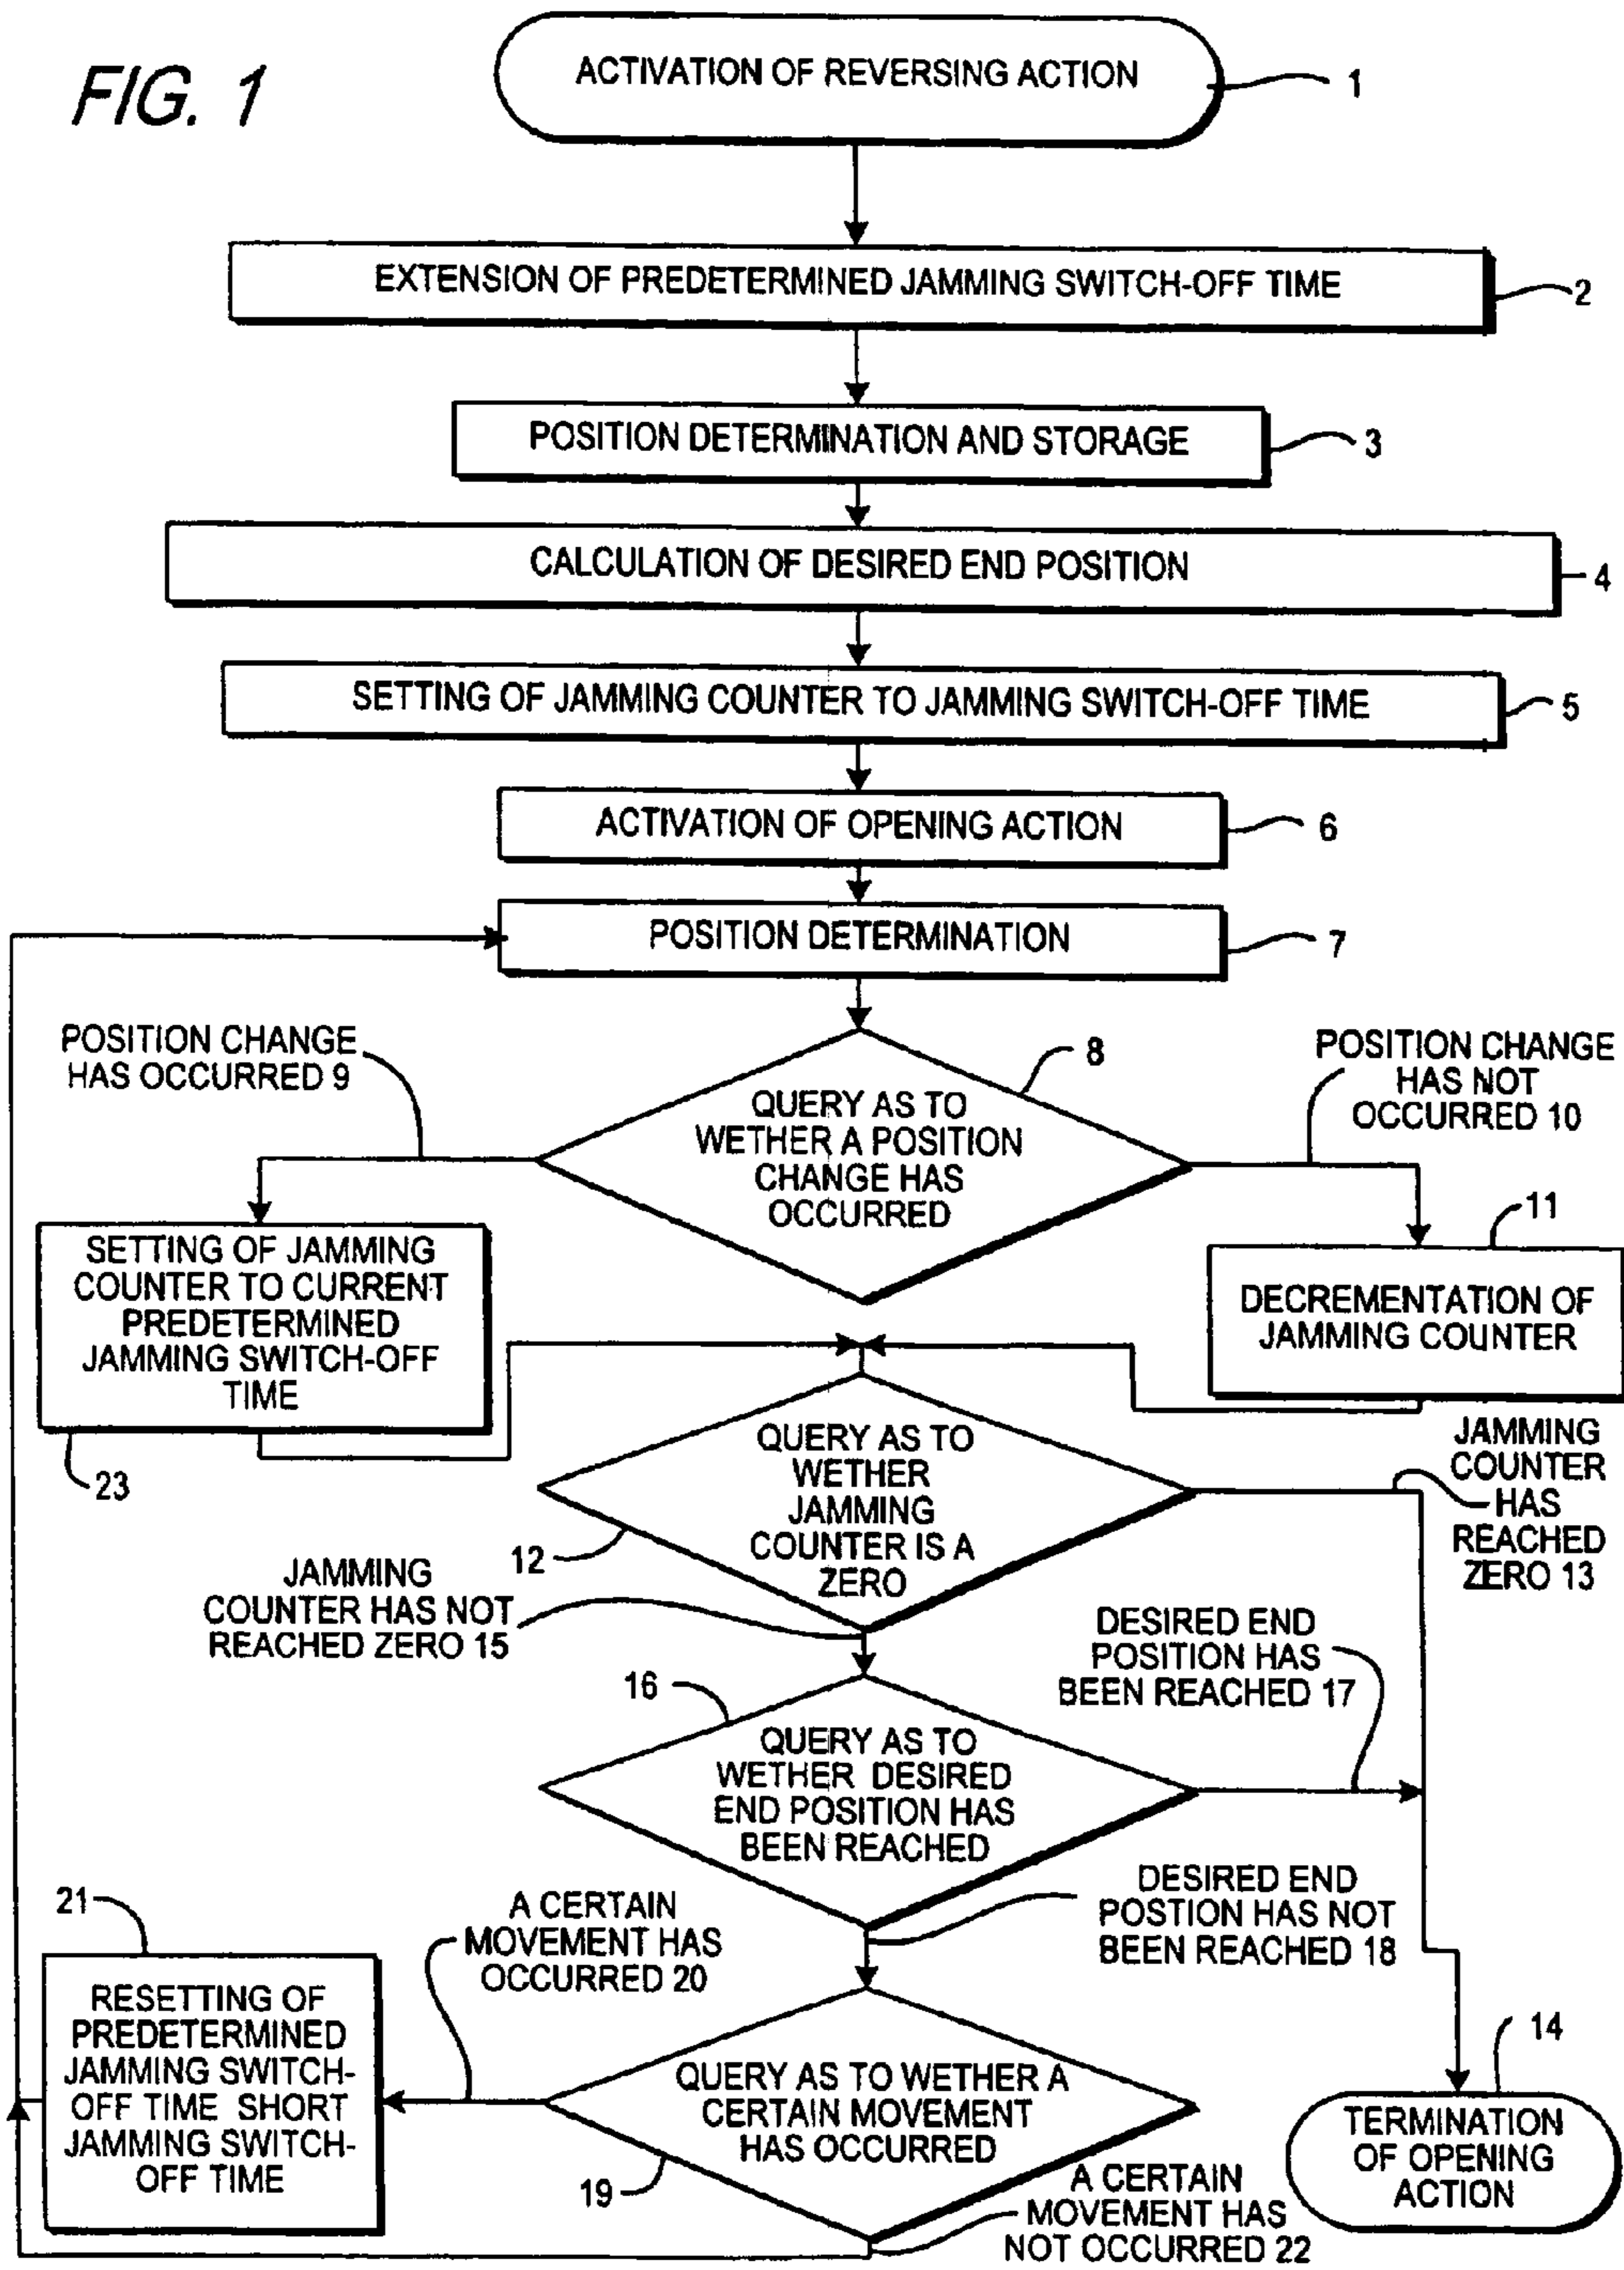 FIG. 1
ACTIVATION OF REVERSING ACTION
1
EXTENSION OF PREDETERMINED JAMMING SWITCH-OFF TIME
2
POSITION DETERMINATION AND STORAGE
3
CALCULATION OF DESIRED END POSITION
4
SETTING OF JAMMING COUNTER TO JAMMING SWITCH-OFF TIME
5
ACTIVATION OF OPENING ACTION
6
POSITION DETERMINATION
7
POSITION CHANGE
HAS OCCURRED 9
8
QUERY AS TO
WETHER A POSITION
CHANGE HAS
OCCURRED
POSITION CHANGE
HAS NOT
OCCURRED 10
SETTING OF JAMMING
COUNTER TO CURRENT
PREDETERMINED
JAMMING SWITCH-OFF
TIME
23
11
DECREMENTATION OF
JAMMING COUNTER
QUERY AS TO
WETHER
JAMMING
COUNTER IS A
ZERO
12
JAMMING
COUNTER
HAS
REACHED
ZERO 13
JAMMING
COUNTER HAS NOT
REACHED ZERO 15
16
QUERY AS TO
WETHER DESIRED
END POSITION HAS
BEEN REACHED
DESIRED END
POSITION HAS
BEEN REACHED 17
DESIRED END
POSTION HAS NOT
BEEN REACHED 18
A CERTAIN
MOVEMENT HAS
OCCURRED 20
21
RESETTING OF
PREDETERMINED
JAMMING SWITCH-
OFF TIME SHORT
JAMMING SWITCH-
OFF TIME
QUERY AS TO WETHER A
CERTAIN MOVEMENT
HAS OCCURRED
19
A CERTAIN
MOVEMENT HAS
NOT OCCURRED 22
14
TERMINATION
OF OPENING
ACTION